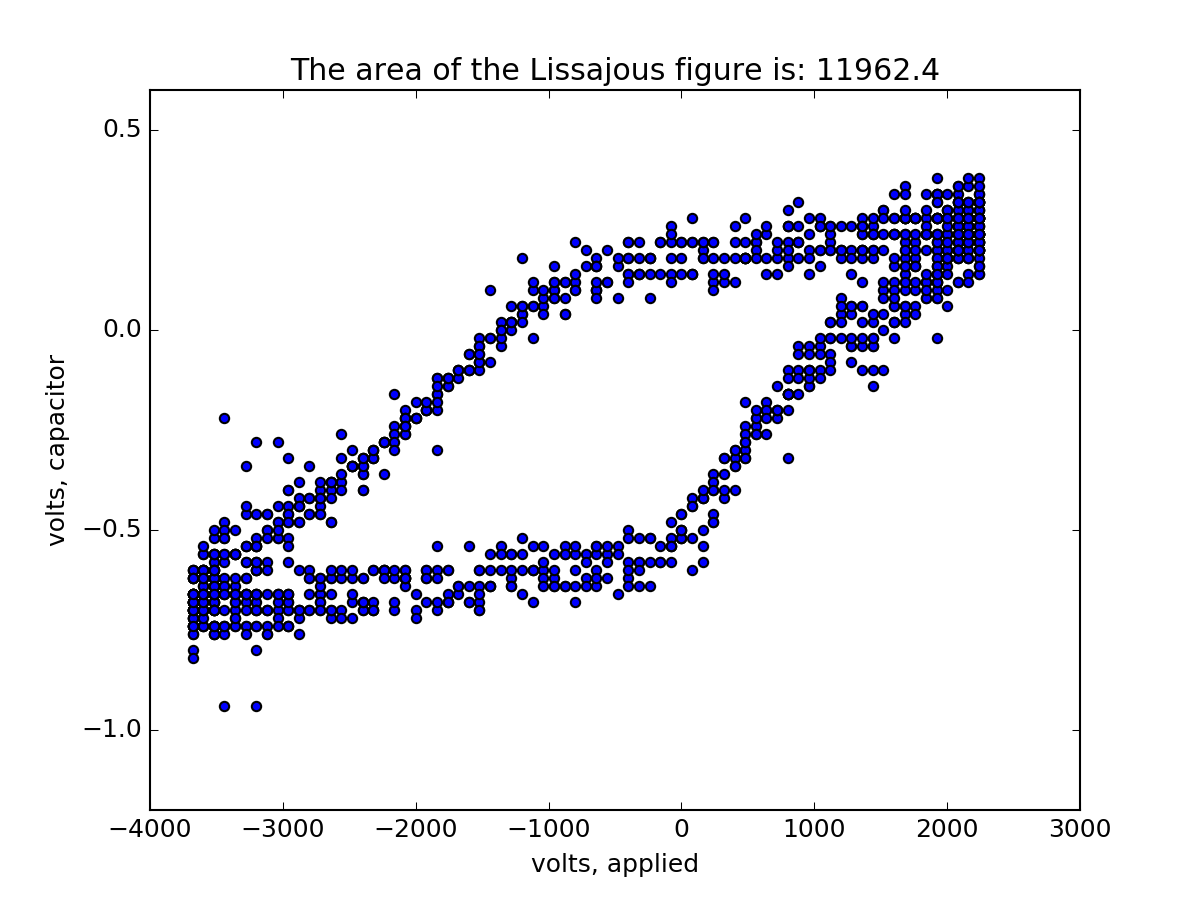 The area of the Lissajous figure is: 11962.4
0.5
0.0
−0.5
−1.0
volts, capacitor
−4000 −3000 −2000 −1000 0 1000 2000 3000
volts, applied